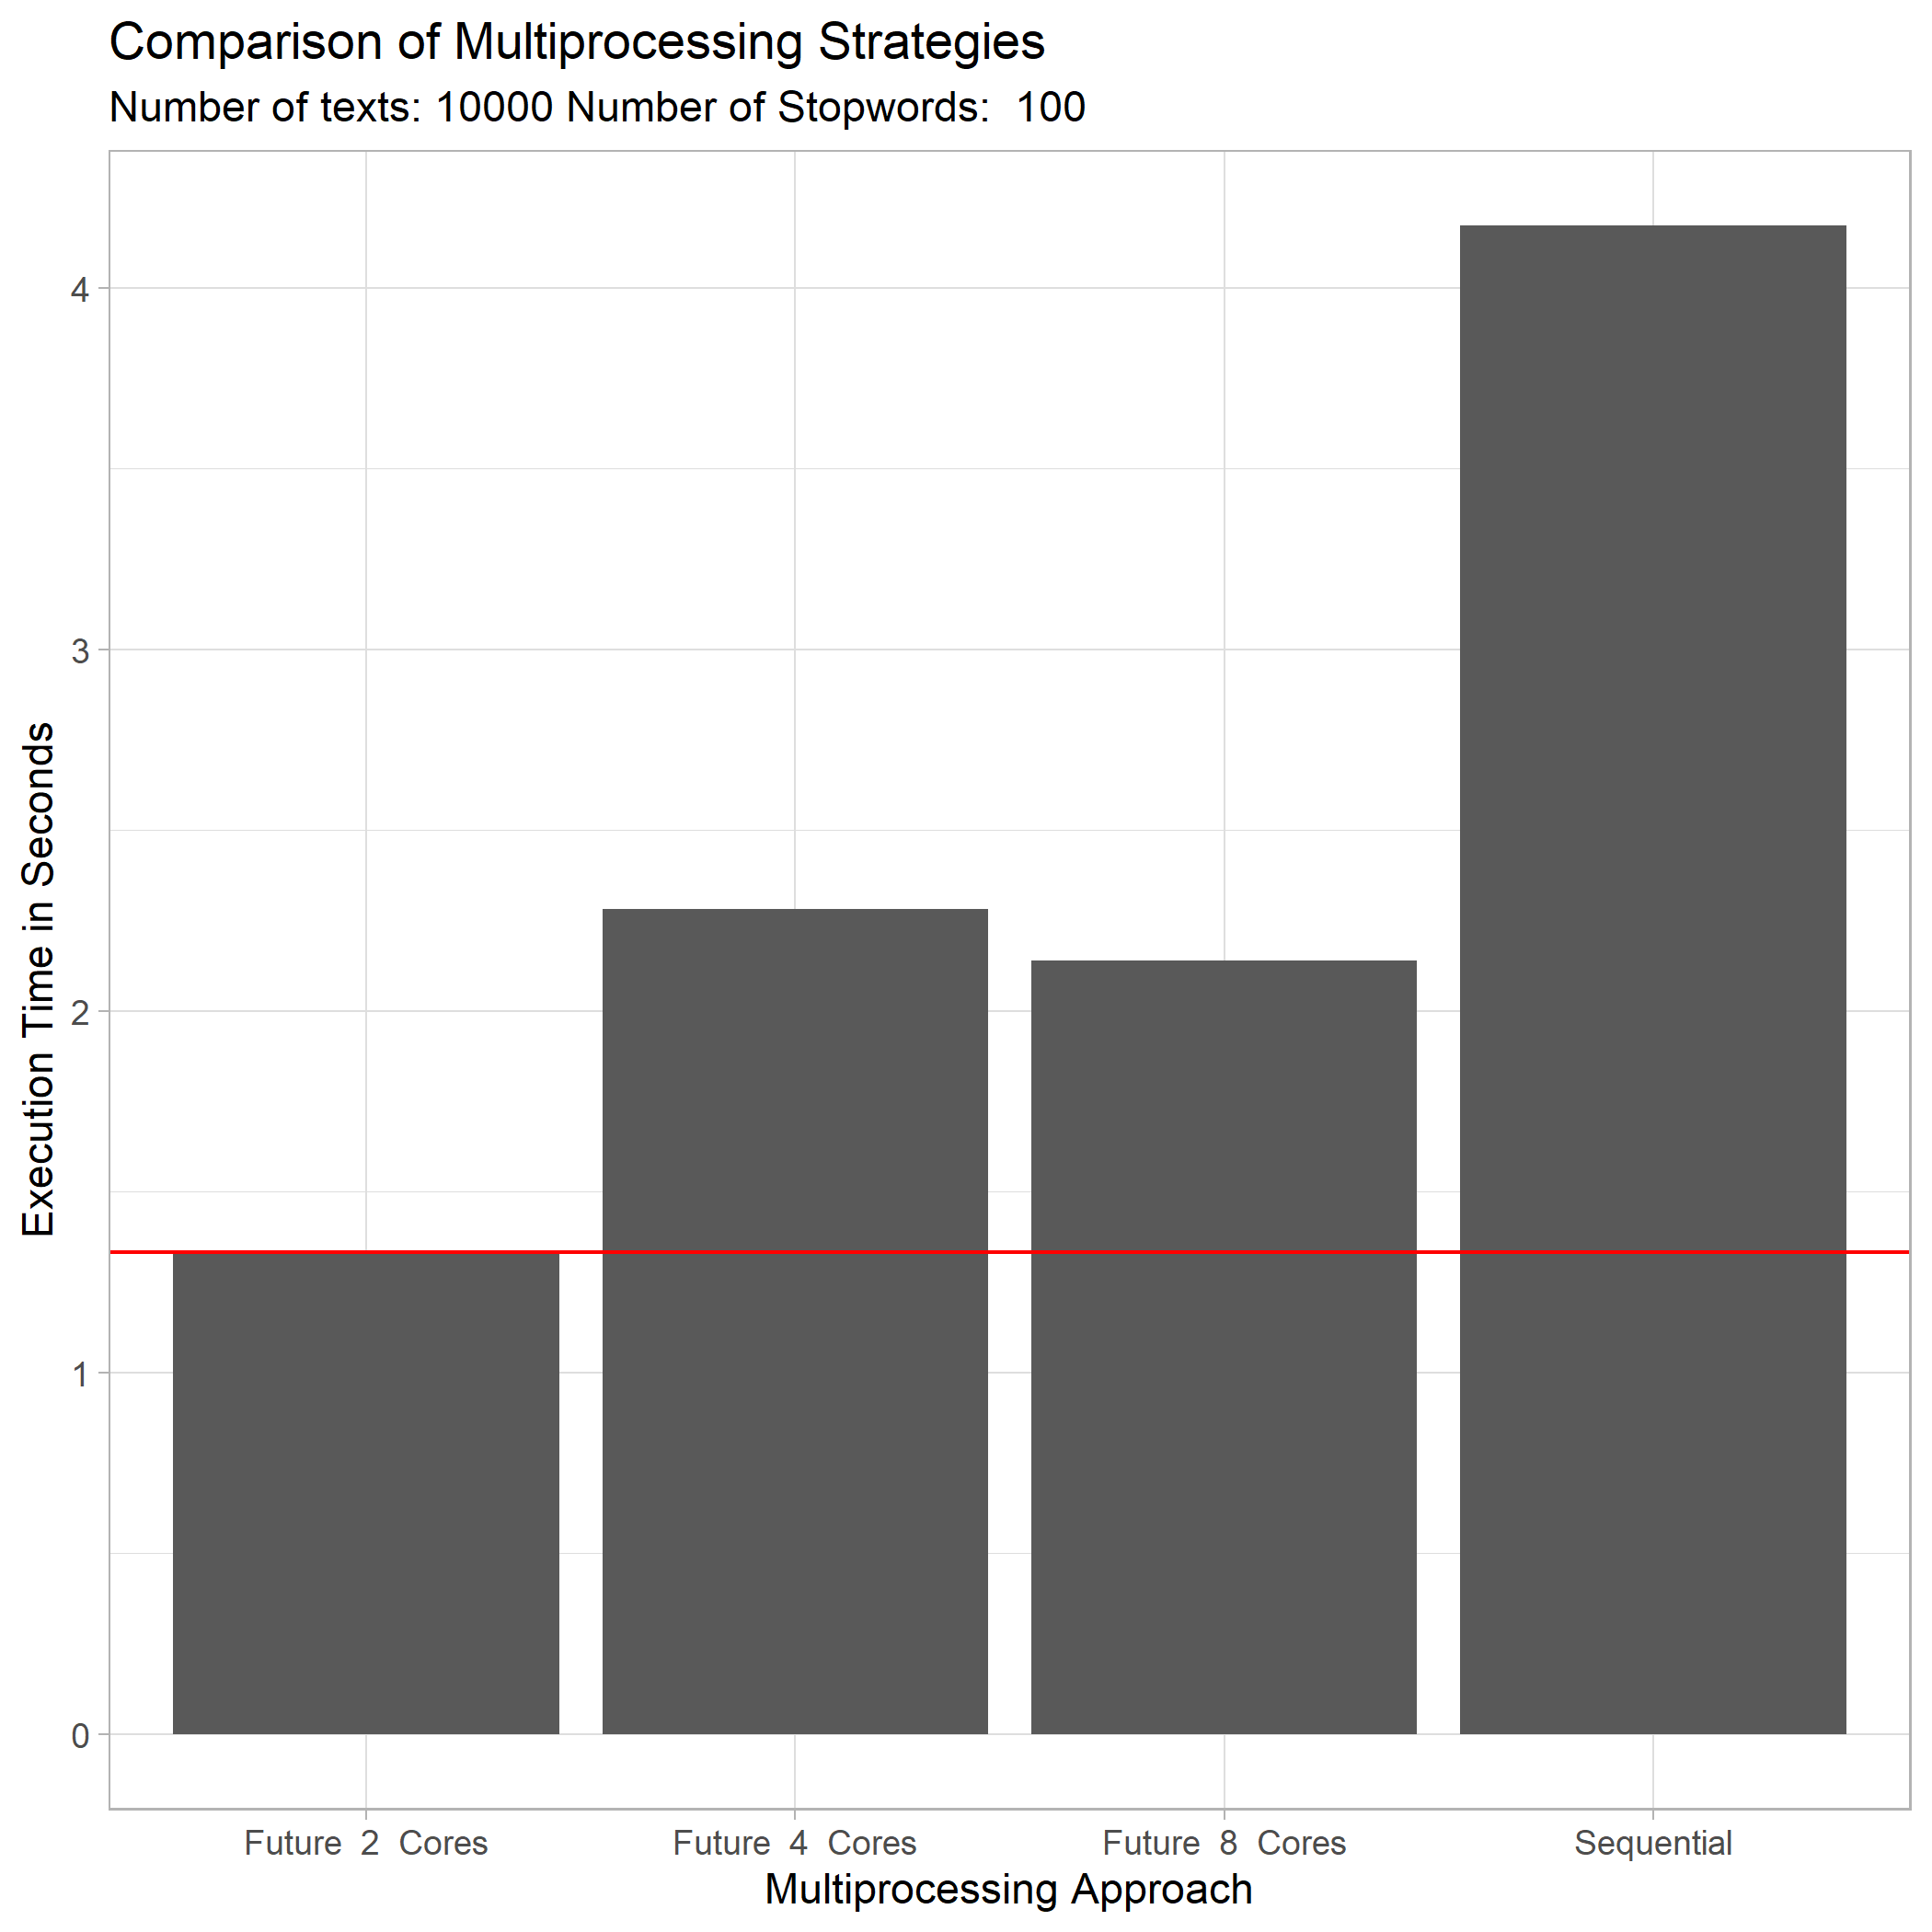 Comparison of Multiprocessing Strategies
Number of texts: 10000 Number of Stopwords:  100
Execution Time in Seconds
4
3
2
1
0
Future  2  Cores
Future  4  Cores
Future  8  Cores
Sequential
Multiprocessing Approach